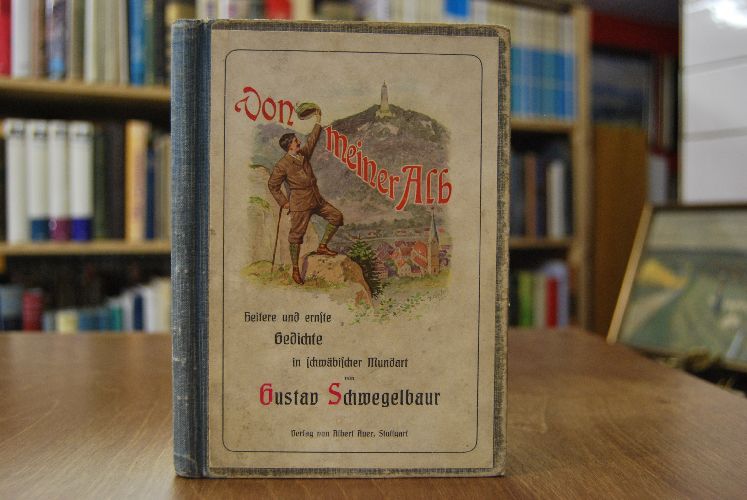 Von
meiner Alb
Heitere und ernste
Gedichte
in schwäbischer Mundart
von
Gustav Schwegelbaur
Verlag von Albert Auer, Stuttgart